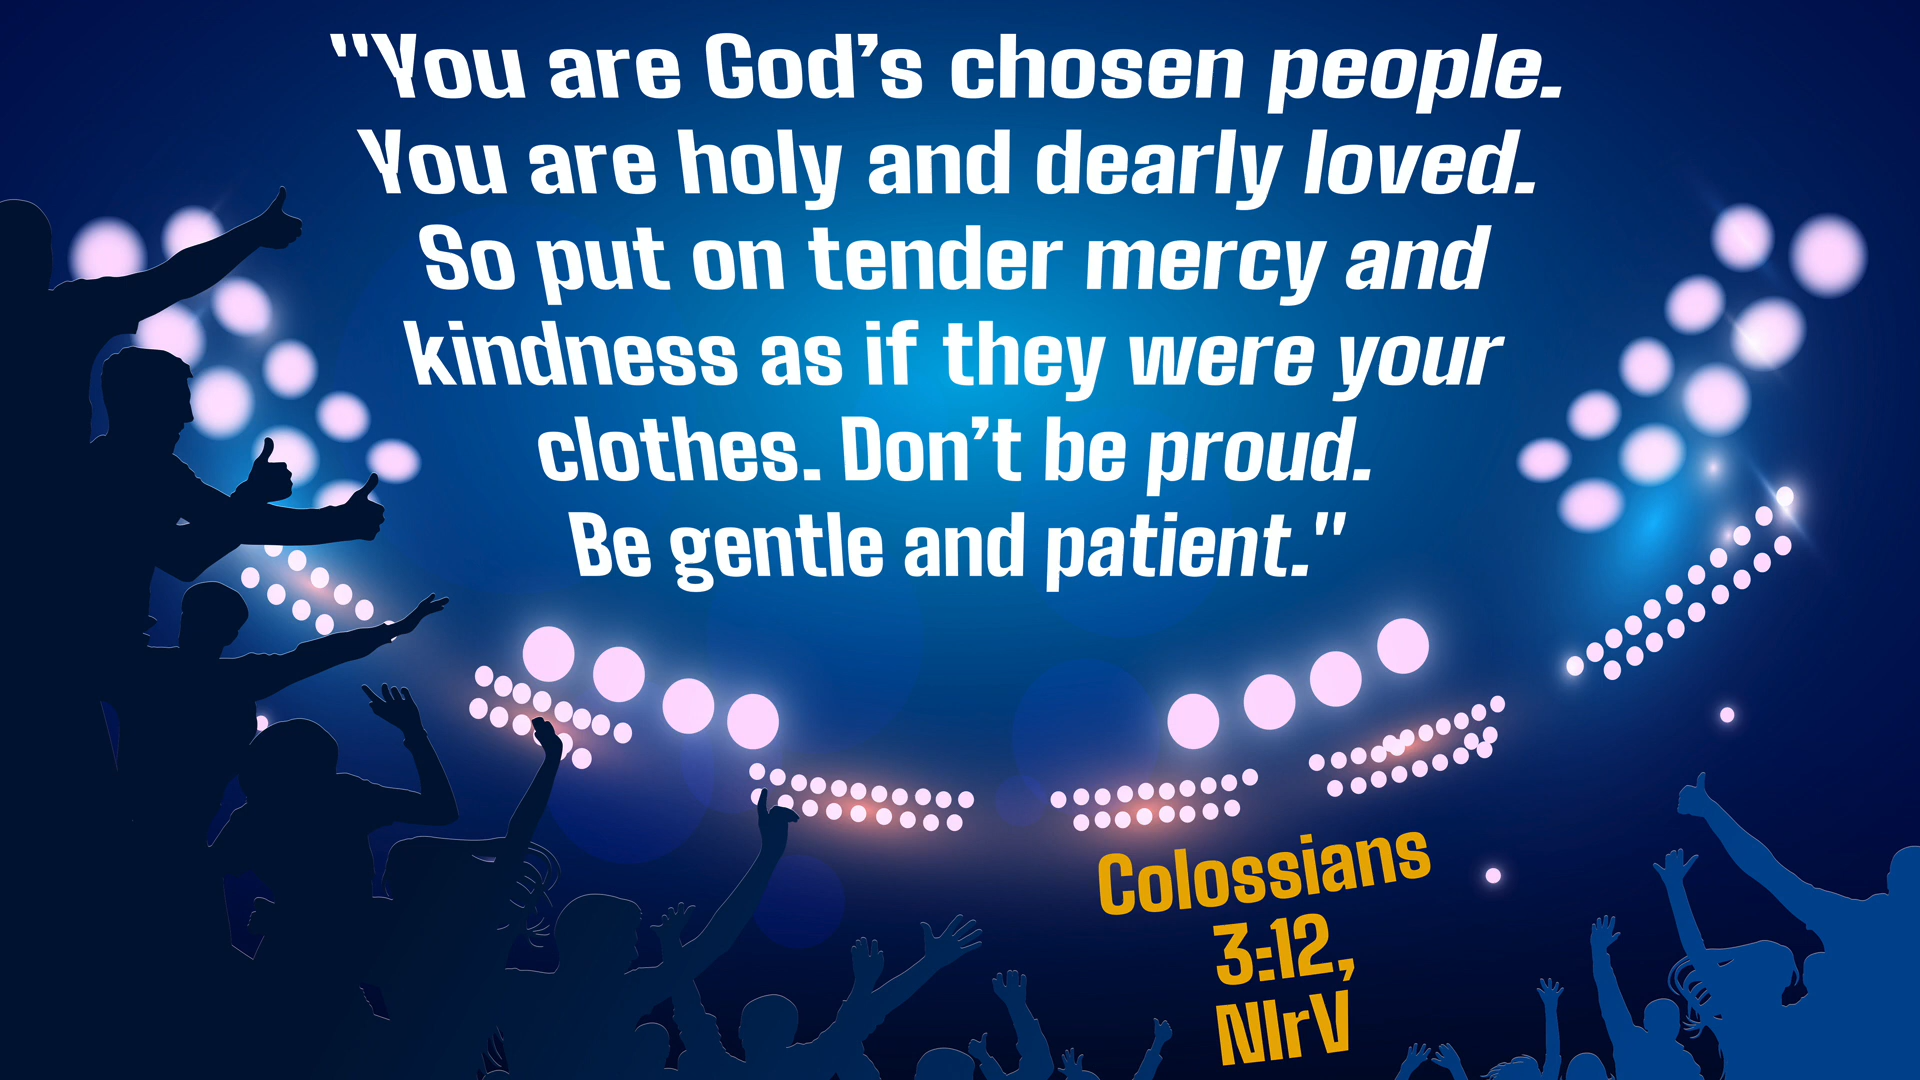 "You are God’s chosen people.
You are holy and dearly loved.
So put on tender mercy and
kindness as if they were your
clothes. Don’t be proud.
Be gentle and patient."
Colossians
3:12,
NIrV